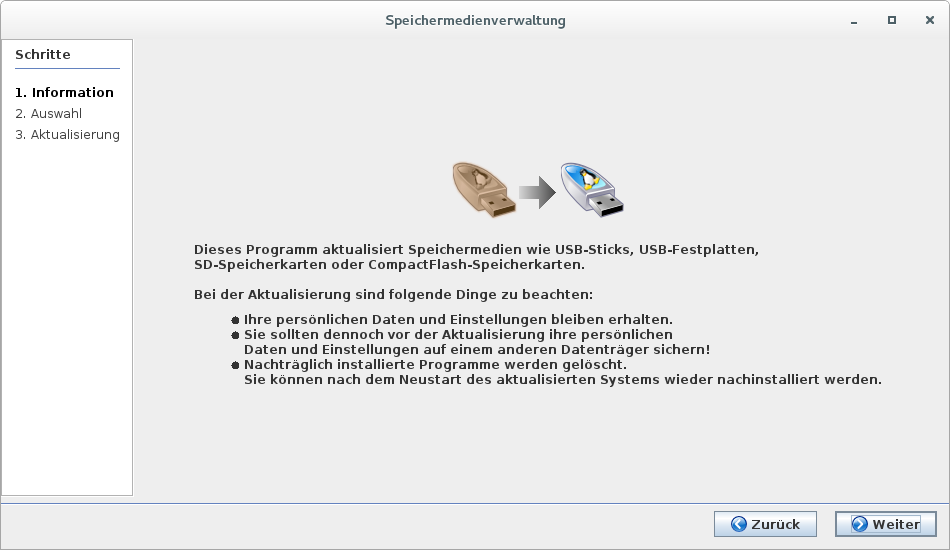 Speichermedienverwaltung
Schritte
1. Information
2. Auswahl
3. Aktualisierung
Dieses Programm aktualisiert Speichermedien wie USB-Sticks, USB-Festplatten,
SD-Speicherkarten oder CompactFlash-Speicherkarten.
Bei der Aktualisierung sind folgende Dinge zu beachten:
● Ihre persönlichen Daten und Einstellungen bleiben erhalten.
● Sie sollten dennoch vor der Aktualisierung ihre persönlichen
Daten und Einstellungen auf einem anderen Datenträger sichern!
● Nachträglich installierte Programme werden gelöscht.
Sie können nach dem Neustart des aktualisierten Systems wieder nachinstalliert werden.
Zurück
Weiter